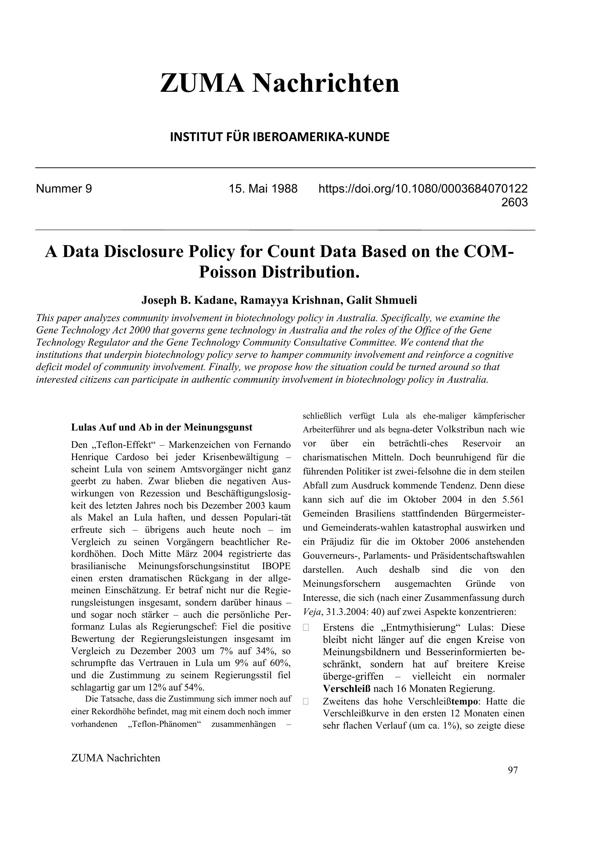 ZUMA Nachrichten
INSTITUT FÜR IBEROAMERIKA-KUNDE
Nummer 9 15. Mai 1988 https://doi.org/10.1080/0003684070122
2603
A Data Disclosure Policy for Count Data Based on the COM-
Poisson Distribution.
Joseph B. Kadane, Ramayya Krishnan, Galit Shmueli
This paper analyzes community involvement in biotechnology policy in Australia. Specifically, we examine the
Gene Technology Act 2000 that governs gene technology in Australia and the roles of the Office of the Gene
Technology Regulator and the Gene Technology Community Consultative Committee. We contend that the
institutions that underpin biotechnology policy serve to hamper community involvement and reinforce a cognitive
deficit model of community involvement. Finally, we propose how the situation could be turned around so that
interested citizens can participate in authentic community involvement in biotechnology policy in Australia.
Lulas Auf und Ab in der Meinungsgunst
Den „Teflon-Effekt“ – Markenzeichen von Fernando
Henrique Cardoso bei jeder Krisenbewältigung –
scheint Lula von seinem Amtsvorgänger nicht ganz
geerbt zu haben. Zwar blieben die negativen Aus-
wirkungen von Rezession und Beschäftigungslosig-
keit des letzten Jahres noch bis Dezember 2003 kaum
als Makel an Lula haften, und dessen Populari-tät
erfreute sich – übrigens auch heute noch – im
Vergleich zu seinen Vorgängern beachtlicher Re-
kordhöhen. Doch Mitte März 2004 registrierte das
brasilianische Meinungsforschungsinstitut IBOPE
einen ersten dramatischen Rückgang in der allge-
meinen Einschätzung. Er betraf nicht nur die Regie-
rungsleistungen insgesamt, sondern darüber hinaus –
und sogar noch stärker – auch die persönliche Per-
formanz Lulas als Regierungschef: Fiel die positive
Bewertung der Regierungsleistungen insgesamt im
Vergleich zu Dezember 2003 um 7% auf 34%, so
schrumpfte das Vertrauen in Lula um 9% auf 60%,
und die Zustimmung zu seinem Regierungsstil fiel
schlagartig gar um 12% auf 54%.
Die Tatsache, dass die Zustimmung sich immer noch auf
einer Rekordhöhe befindet, mag mit einem doch noch immer
vorhandenen „Teflon-Phänomen“ zusammenhängen –
schließlich verfügt Lula als ehe-maliger kämpferischer
Arbeiterführer und als begna-deter Volkstribun nach wie
vor über ein beträchtli-ches Reservoir an
charismatischen Mitteln. Doch beunruhigend für die
führenden Politiker ist zwei-felsohne die in dem steilen
Abfall zum Ausdruck kommende Tendenz. Denn diese
kann sich auf die im Oktober 2004 in den 5.561
Gemeinden Brasiliens stattfindenden Bürgermeister-
und Gemeinderats-wahlen katastrophal auswirken und
ein Präjudiz für die im Oktober 2006 anstehenden
Gouverneurs-, Parlaments- und Präsidentschaftswahlen
darstellen. Auch deshalb sind die von den
Meinungsforschern ausgemachten Gründe von
Interesse, die sich (nach einer Zusammenfassung durch
Veja, 31.3.2004: 40) auf zwei Aspekte konzentrieren:
Erstens die „Entmythisierung“ Lulas: Diese
bleibt nicht länger auf die engen Kreise von
Meinungsbildnern und Besserinformierten be-
schränkt, sondern hat auf breitere Kreise
überge-griffen – vielleicht ein normaler
Verschleiß nach 16 Monaten Regierung.
Zweitens das hohe Verschleißtempo: Hatte die
Verschleißkurve in den ersten 12 Monaten einen
sehr flachen Verlauf (um ca. 1%), so zeigte diese
ZUMA Nachrichten
97